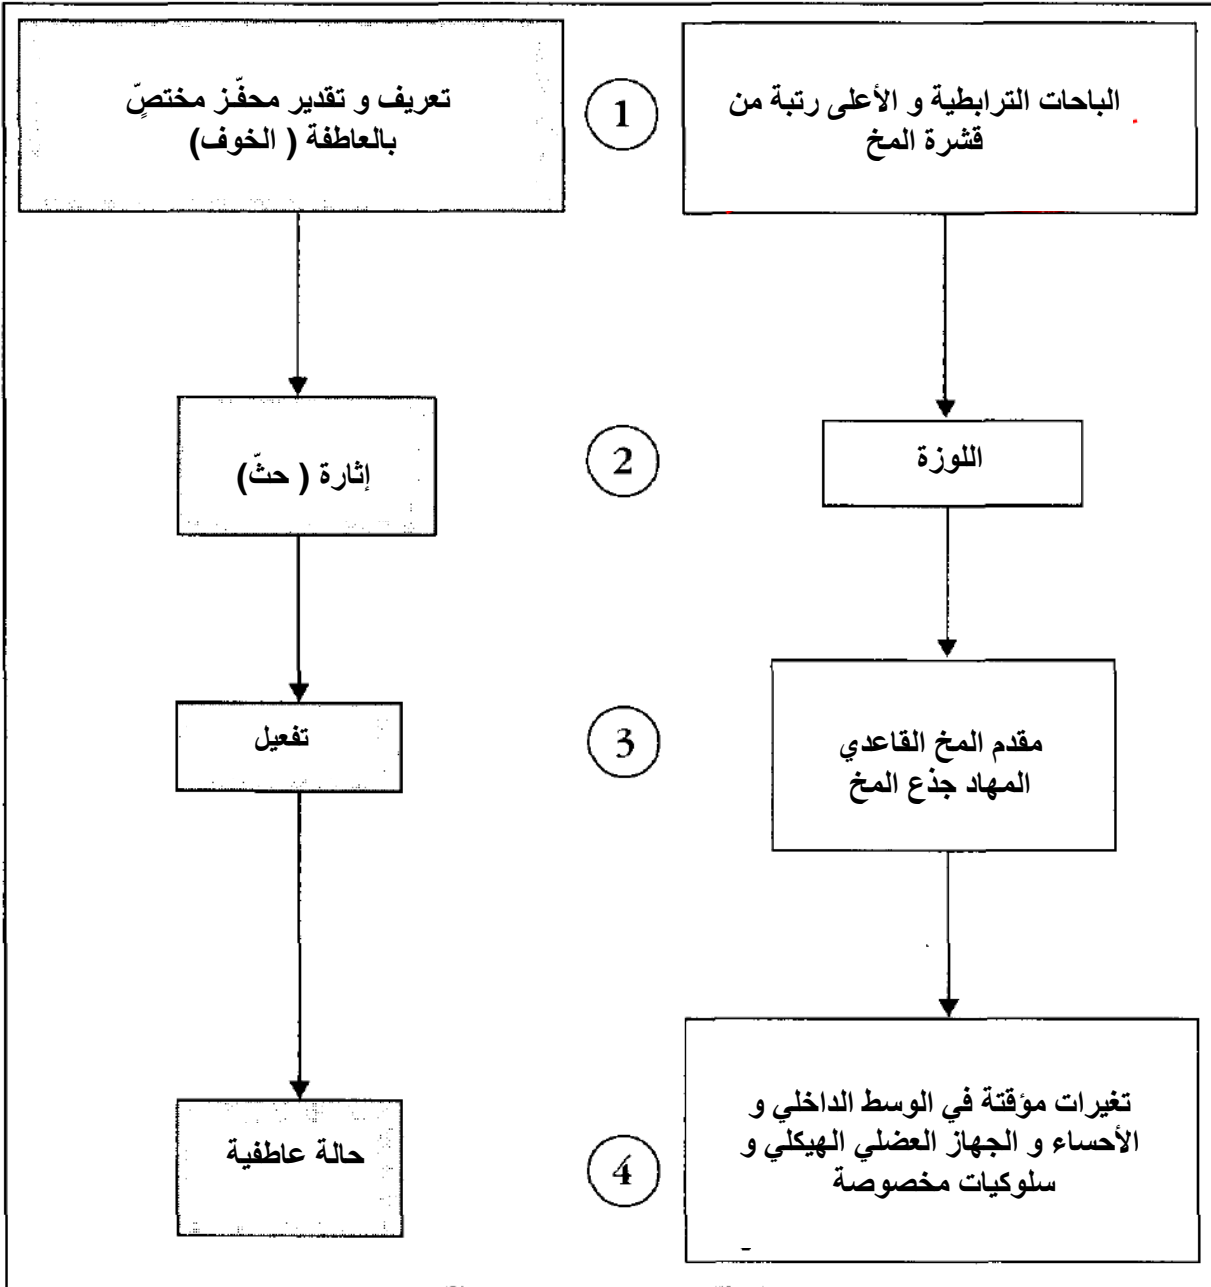 الباحات الترابطية و الأعلى رتبة من
قشرة المخ
1
تعريف و تقدير محفّز مختصٍّ
بالعاطفة ( الخوف)
اللوزة
2
إثارة ( حثّ)
مقدم المخ القاعدي
المهاد جذع المخ
3
تفعيل
تغيرات مؤقتة في الوسط الداخلي و
الأحساء و الجهاز العضلي الهيكلي و
سلوكيات مخصوصة
4
حالة عاطفية